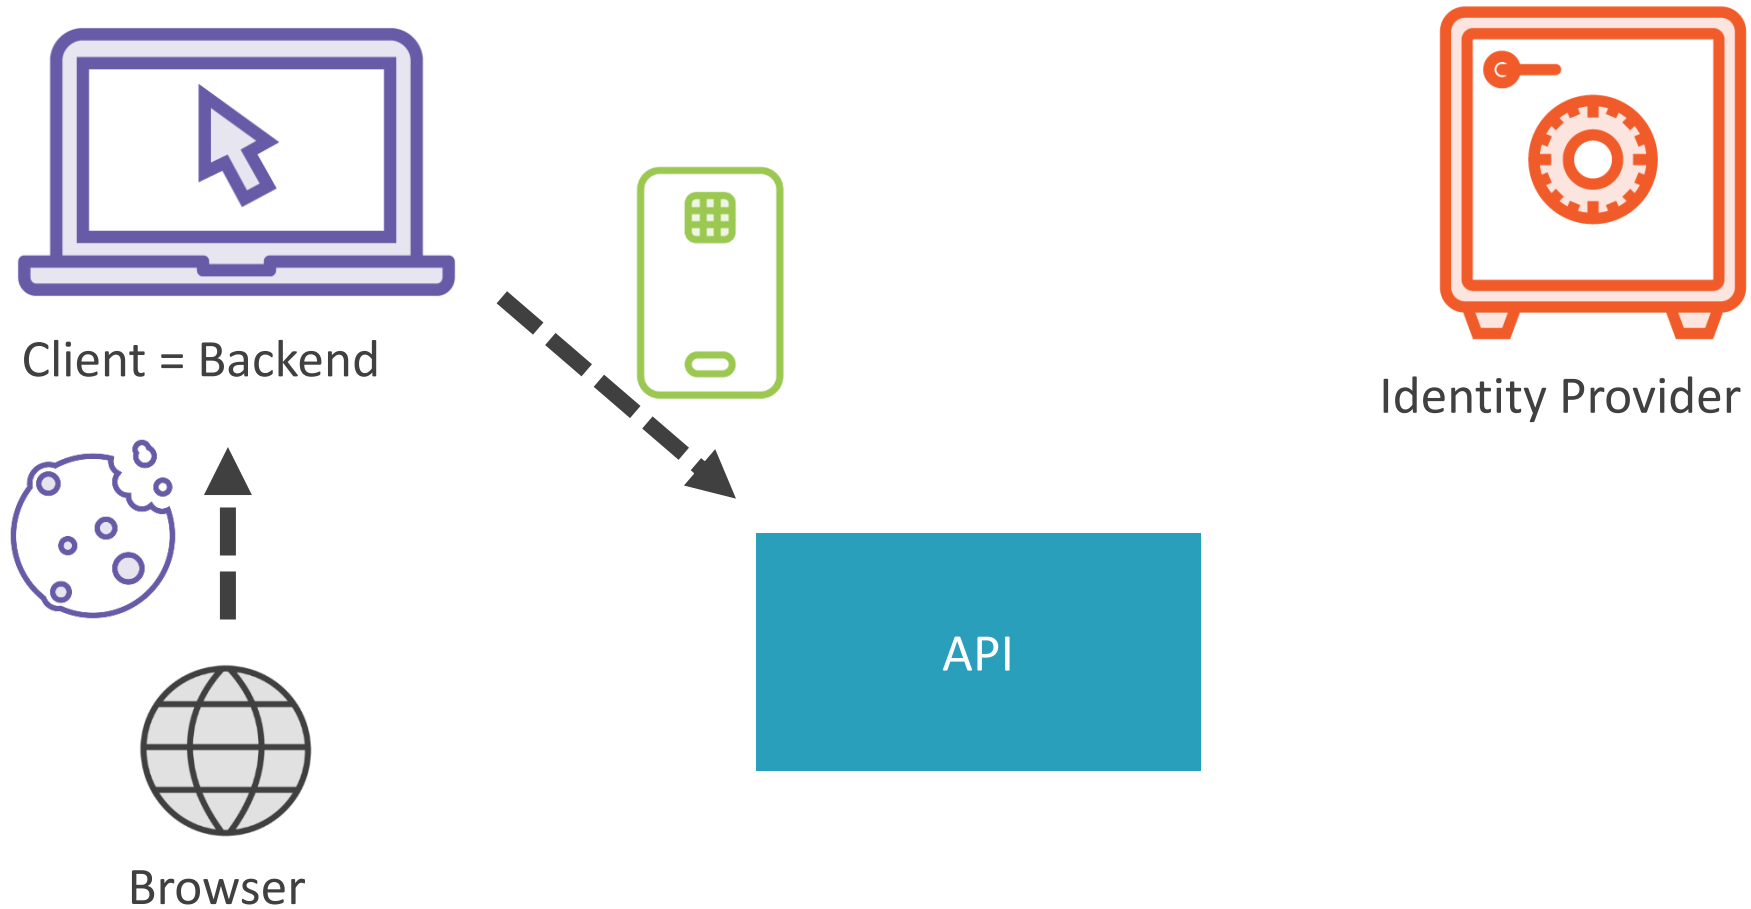 Client = Backend
Identity Provider
API
Browser